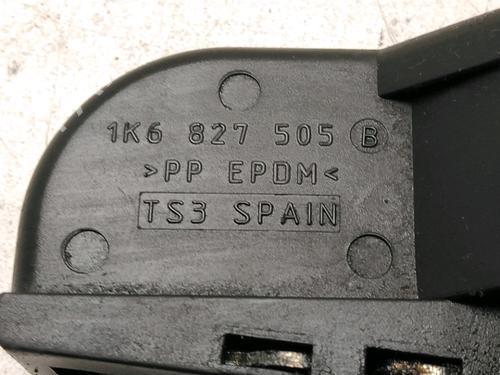 1K6 827 505 B
>PP EPDM<
TS3 SPAIN